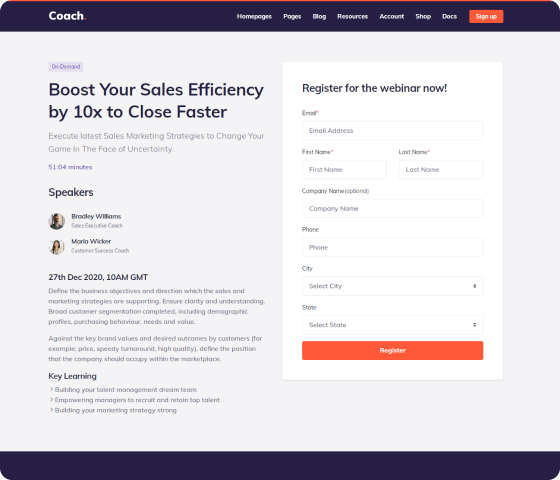 Coach.
Homepages Pages Blog Resources Account Shop Docs Sign up
On-Demand
Boost Your Sales Efficiency
by 10x to Close Faster
Execute latest Sales Marketing Strategies to Change Your
Game In The Face of Uncertainty.
51:04 minutes
Speakers
Bradley Williams
Sales Executive Coach
Maria Wicker
Customer Success Coach
27th Dec 2020, 10AM GMT
Define the business objectives and direction which the sales and
marketing strategies are supporting. Ensure clarity and understanding.
Broad customer segmentation completed, including demographic
profiles, purchasing behaviour, needs and value.
Against the key brand values and desired outcomes by customers (for
example: price, speedy turnaround, high quality), define the position
that the company should occupy within the marketplace.
Key Learning
Building your talent management dream team
Empowering managers to recruit and retain top talent
Building your marketing strategy strong
Register for the webinar now!
Email*
Email Address
First Name* Last Name*
First Name Last Name
Company Name(optional)
Company Name
Phone
Phone
City
Select City
State
Select State
Register